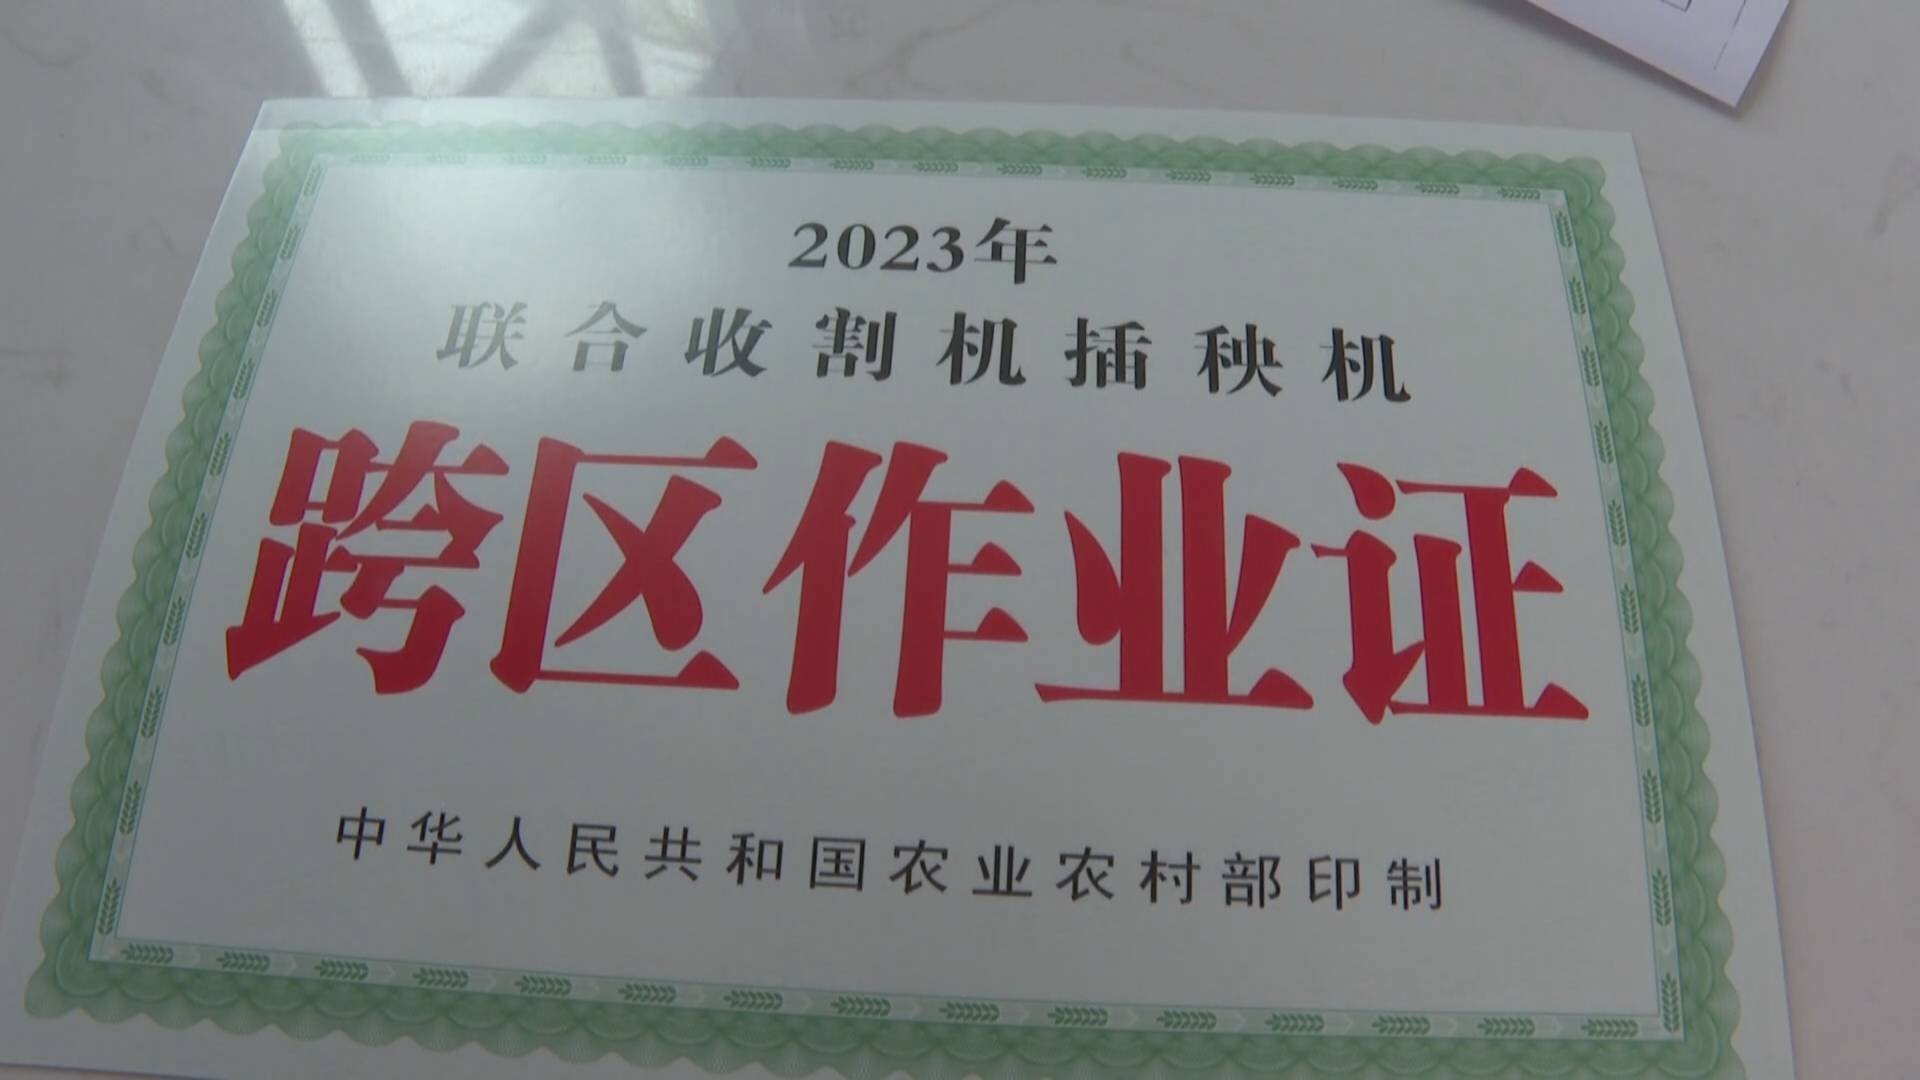 2023年
联合收割机插秧机
跨区作业证
中华人民共和国农业农村部印制